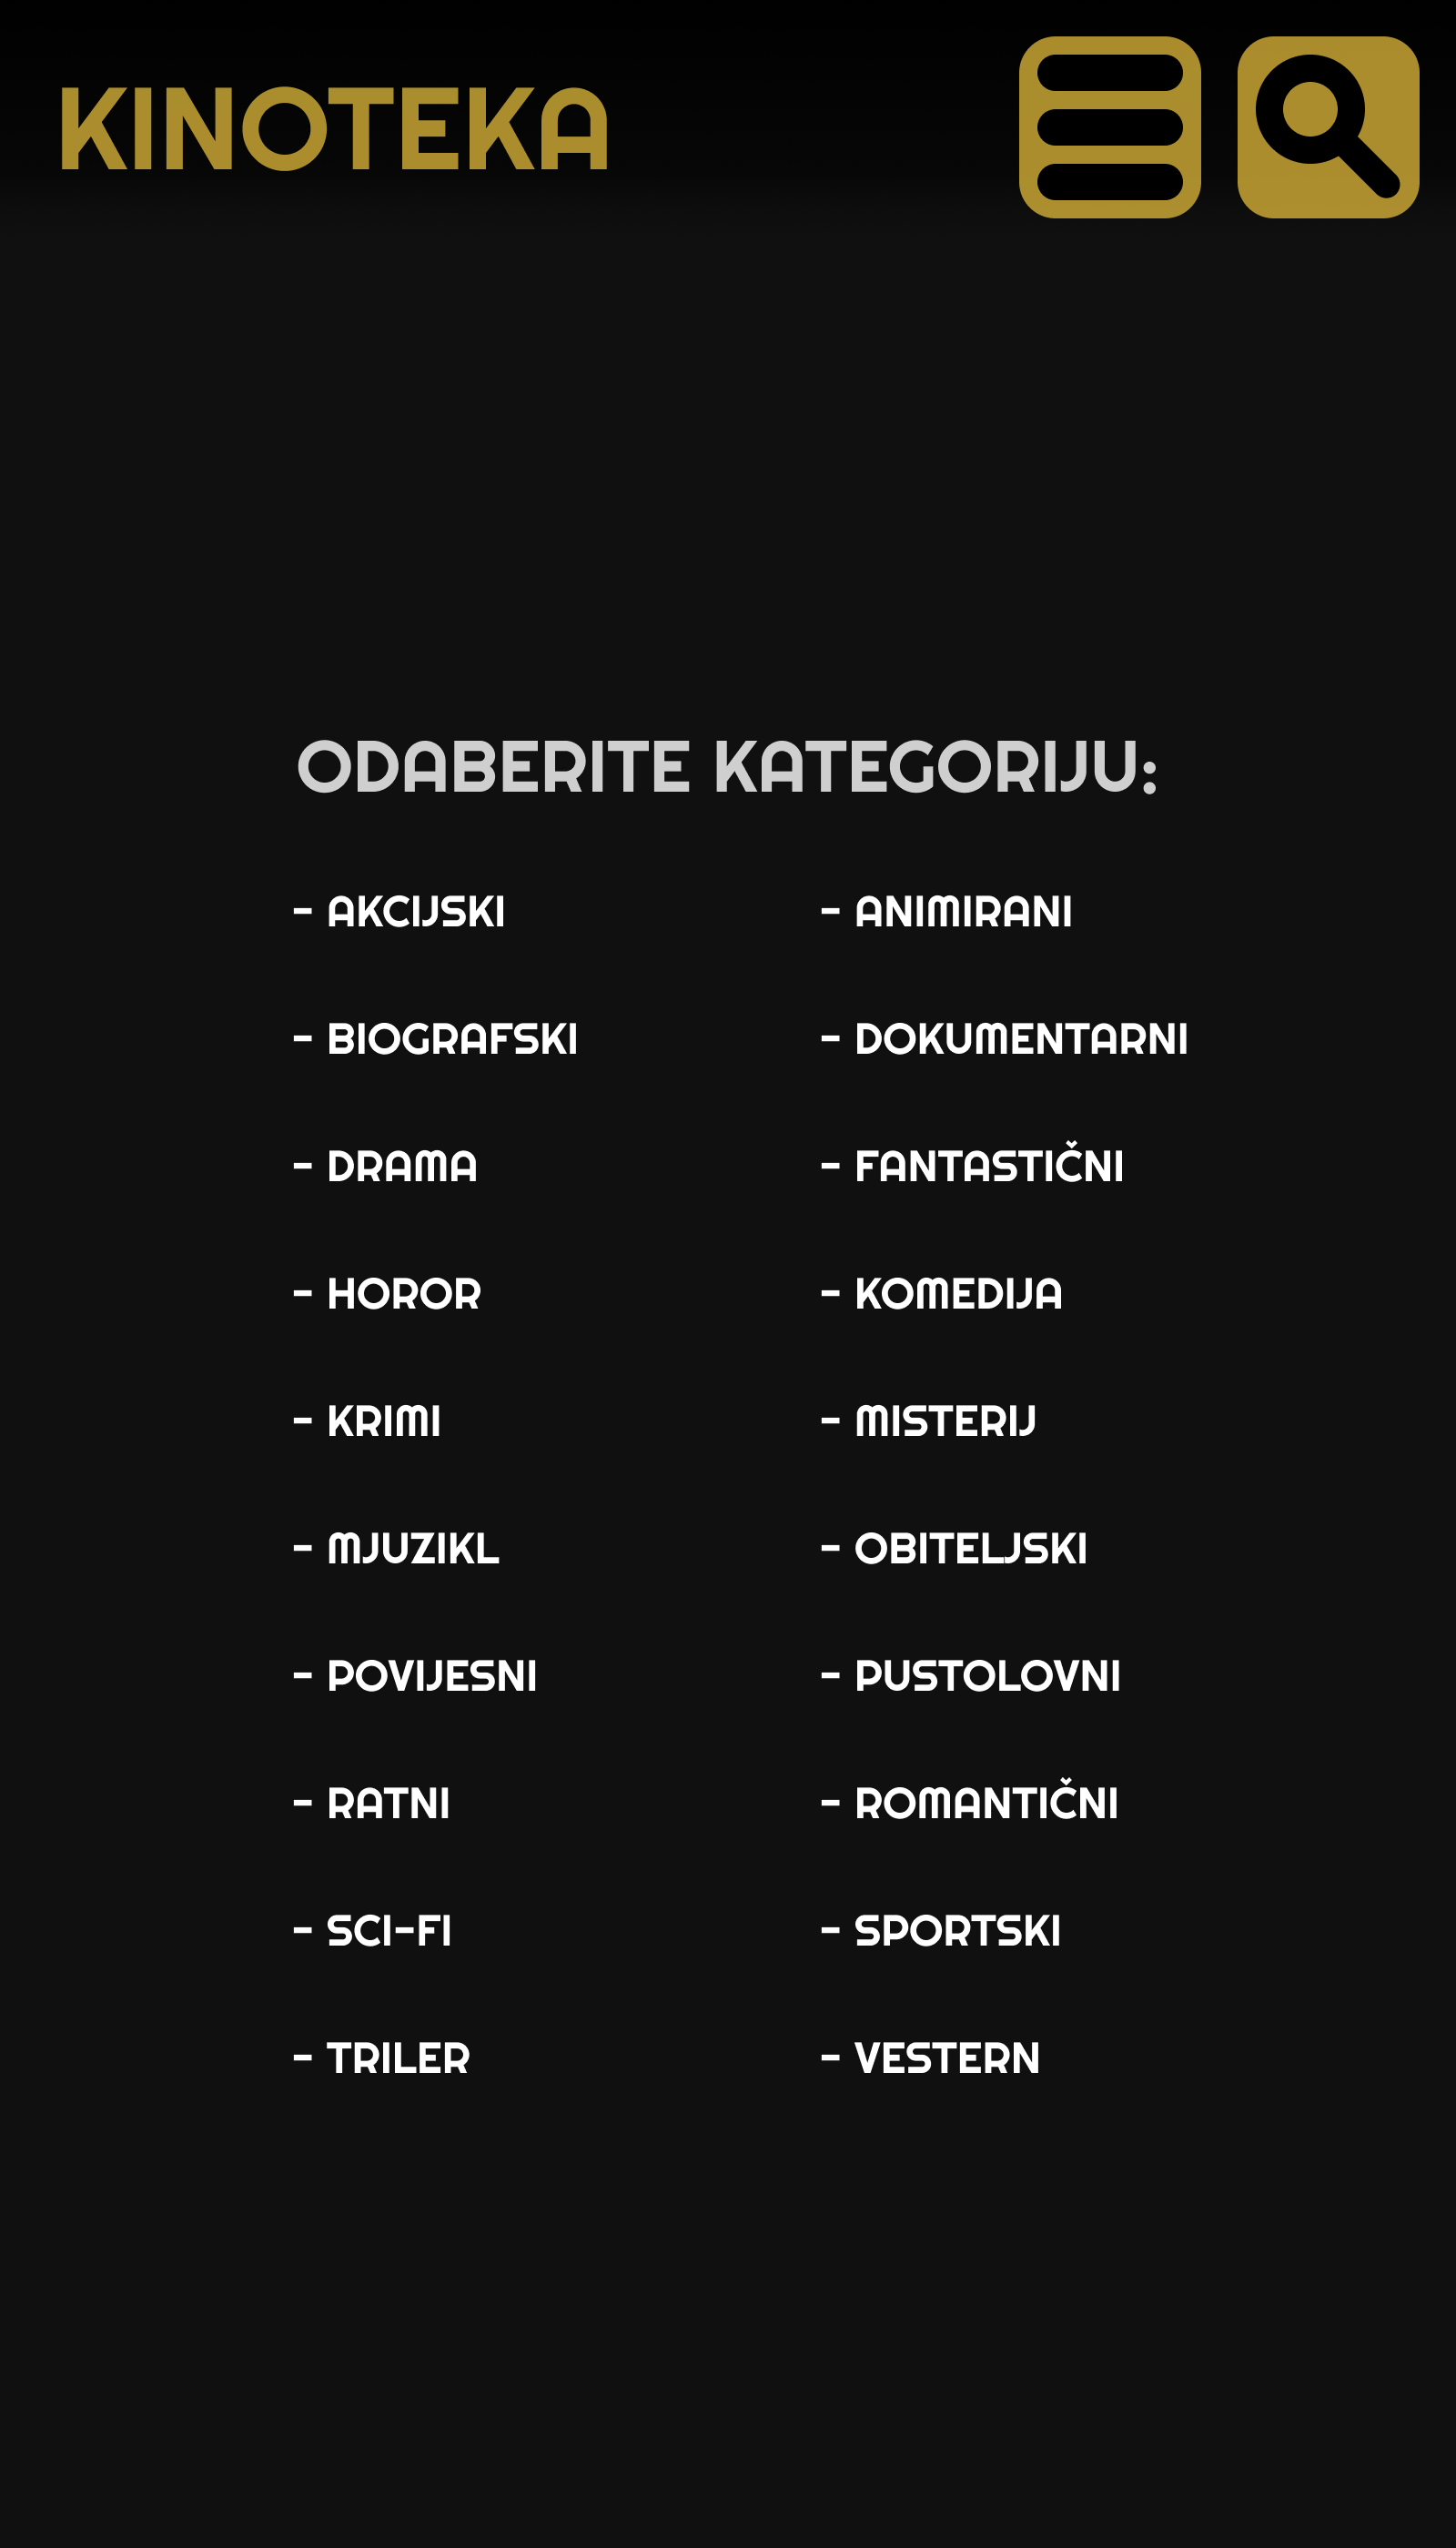 KINOTEKA
ODABERITE KATEGORIJU:
- AKCIJSKI
- ANIMIRANI
- BIOGRAFSKI
- DOKUMENTARNI
- DRAMA
- FANTASTIČNI
- HOROR
- KOMEDIJA
- KRIMI
- MISTERIJ
- MJUZIKL
- OBITELJSKI
- POVIJESNI
- PUSTOLOVNI
- RATNI
- ROMANTIČNI
- SCI-FI
- SPORTSKI
- TRILER
- VESTERN